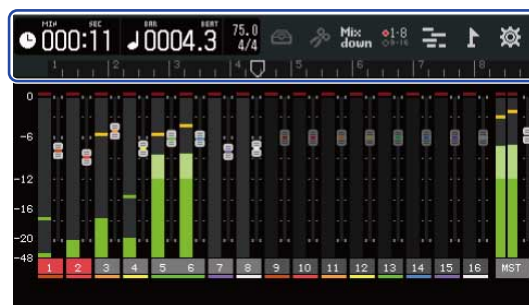 MIN SEC BAR BEAT
000:11 0004.3 75.0 4/4 Mix down 1-8 9-16
1 2 3 4 5 6 7 8
0
-6
-12
-16
-20
-48
1 2 3 4 5 6 7 8 9 10 11 12 13 14 15 16 MST